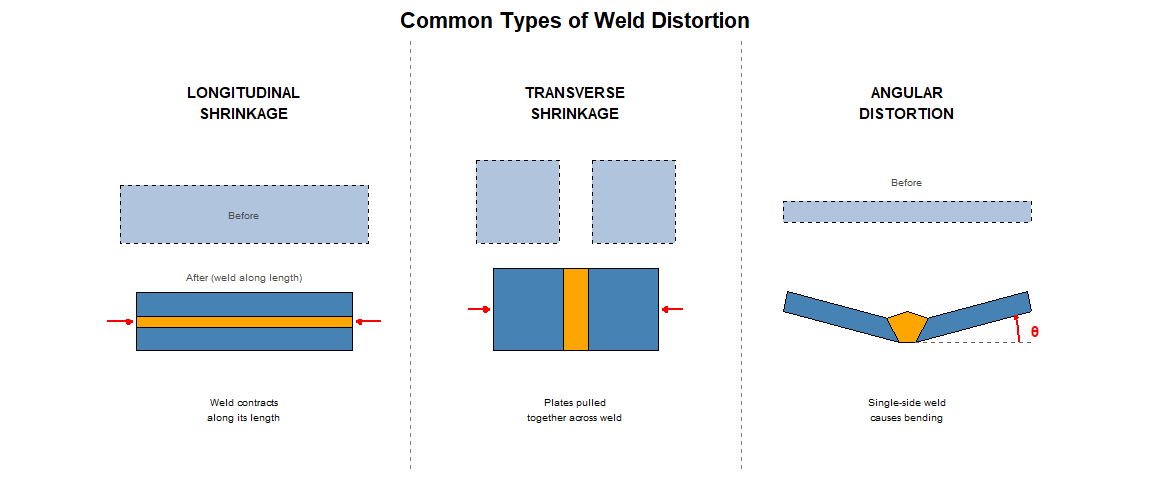 Common Types of Weld Distortion
LONGITUDINAL
SHRINKAGE
Before
After (weld along length)
Weld contracts
along its length
TRANSVERSE
SHRINKAGE
Plates pulled
together across weld
ANGULAR
DISTORTION
Before
θ
Single-side weld
causes bending